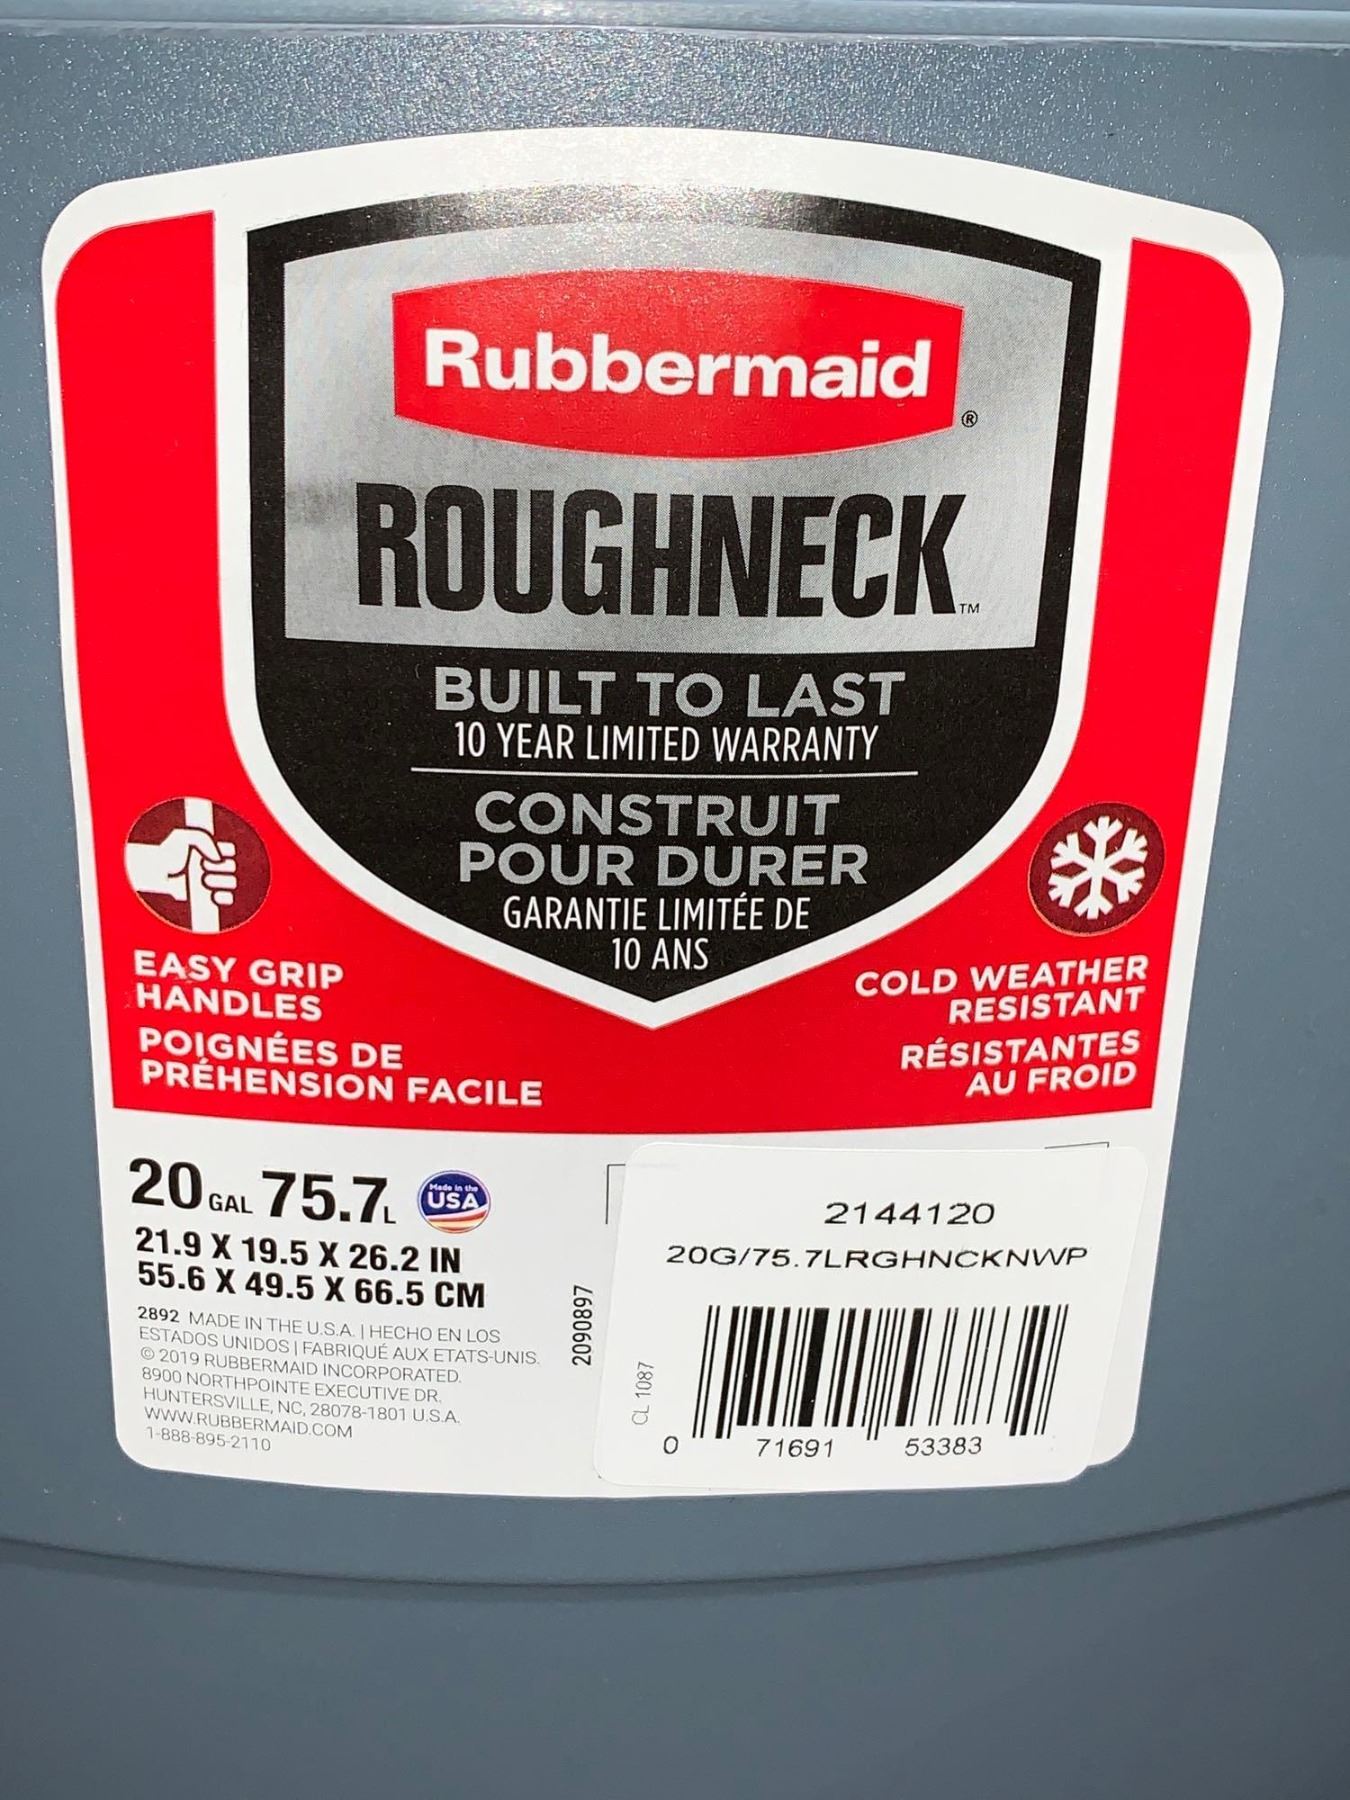 Rubbermaid®
ROUGHNECK™
BUILT TO LAST
10 YEAR LIMITED WARRANTY
CONSTRUIT
POUR DURER
GARANTIE LIMITÉE DE
10 ANS
EASY GRIP
HANDLES
POIGNÉES DE
PRÉHENSION FACILE
COLD WEATHER
RESISTANT
RÉSISTANTES
AU FROID
20 GAL 75.7 L
Made in the
USA
21.9 X 19.5 X 26.2 IN
55.6 X 49.5 X 66.5 CM
2892 MADE IN THE U.S.A. | HECHO EN LOS
ESTADOS UNIDOS | FABRIQUÉ AUX ETATS-UNIS.
© 2019 RUBBERMAID INCORPORATED.
8900 NORTHPOINTE EXECUTIVE DR.
HUNTERSVILLE, NC, 28078-1801 U.S.A.
WWW.RUBBERMAID.COM
1-888-895-2110
2090897
2144120
20G/75.7LRGHNCKNWP
CL 1087
0 71691 53383